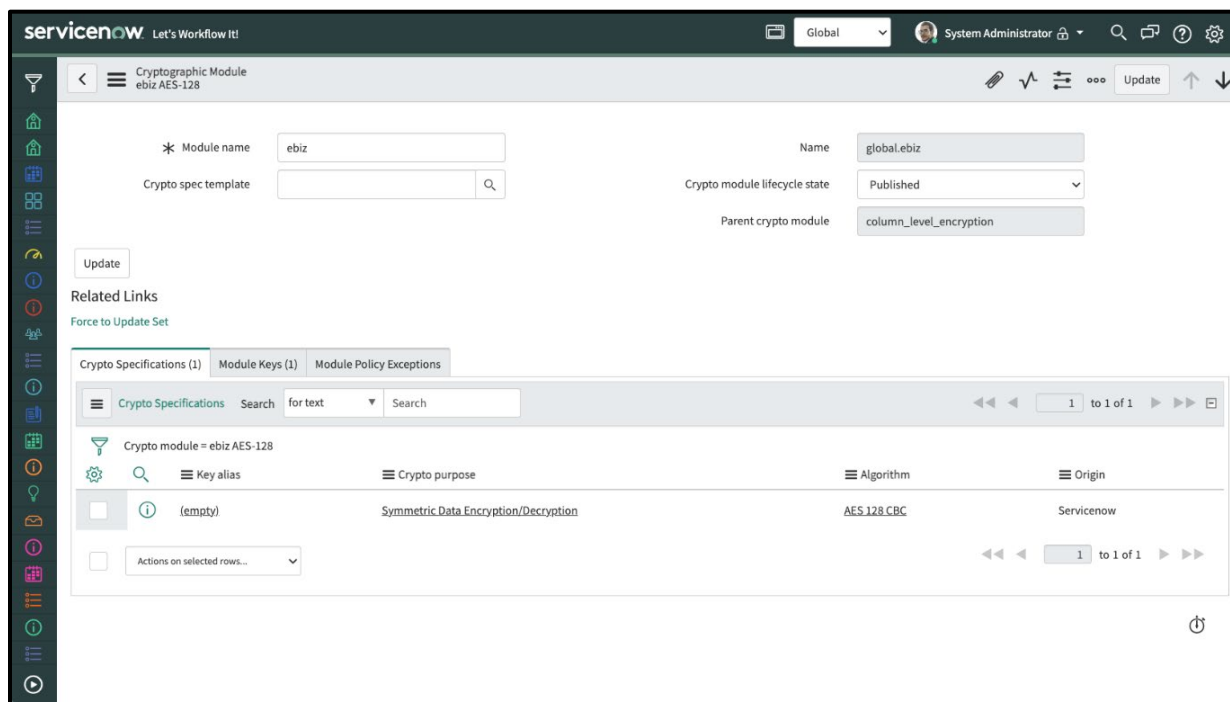 servicenow. Let's Workflow It!
Global
System Administrator
Cryptographic Module
ebiz AES-128
Update
Module name ebiz
Name global.ebiz
Crypto spec template
Crypto module lifecycle state Published
Parent crypto module column_level_encryption
Update
Related Links
Force to Update Set
Crypto Specifications (1) Module Keys (1) Module Policy Exceptions
Crypto Specifications Search for text Search 1 to 1 of 1
Crypto module = ebiz AES-128
Key alias Crypto purpose Algorithm Origin
(empty) Symmetric Data Encryption/Decryption AES 128 CBC Servicenow
Actions on selected rows... 1 to 1 of 1